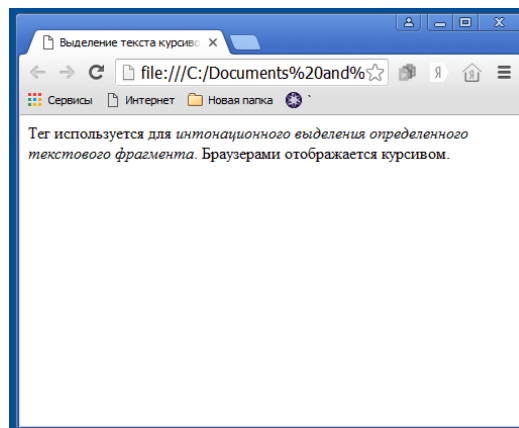 Выделение текста курсиво
file:///C:/Documents%20and%
Я
Я
Сервисы Интернет Новая папка `
Тег используется для интонационного выделения определенного
текстового фрагмента. Браузерами отображается курсивом.